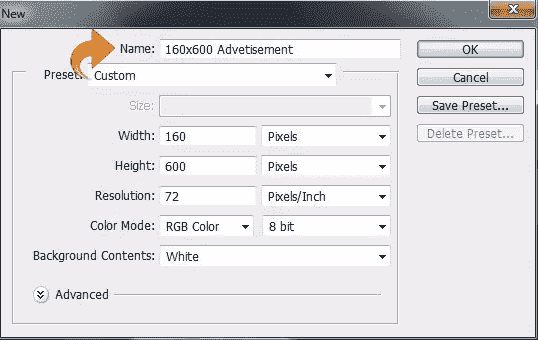 New
Name: 160x600 Advetisement
OK
Preset: Custom
Cancel
Size:
Save Preset...
Width: 160 Pixels
Delete Preset...
Height: 600 Pixels
Resolution: 72 Pixels/Inch
Color Mode: RGB Color 8 bit
Background Contents: White
Advanced